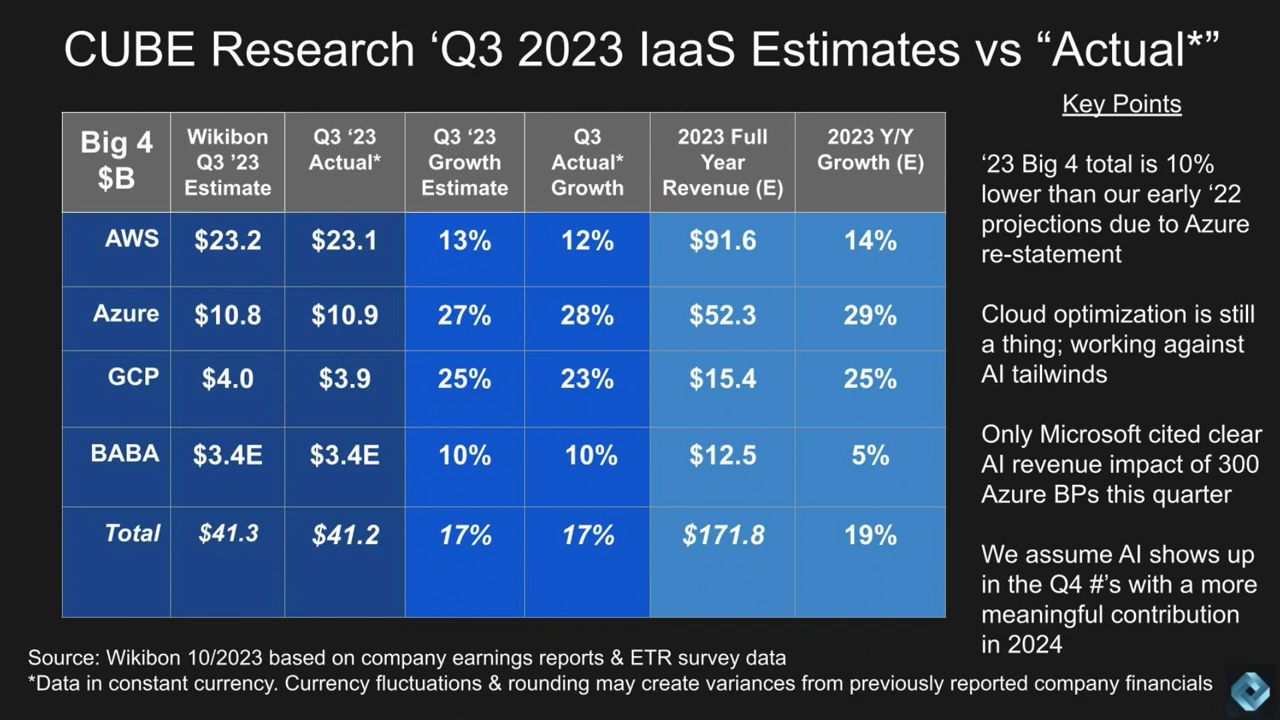 CUBE Research ‘Q3 2023 IaaS Estimates vs “Actual*”
Key Points
Big 4
$B
Wikibon
Q3 ’23
Estimate
Q3 ‘23
Actual*
Q3 ‘23
Growth
Estimate
Q3
Actual*
Growth
2023 Full
Year
Revenue (E)
2023 Y/Y
Growth (E)
AWS $23.2 $23.1 13% 12% $91.6 14%
Azure $10.8 $10.9 27% 28% $52.3 29%
GCP $4.0 $3.9 25% 23% $15.4 25%
BABA $3.4E $3.4E 10% 10% $12.5 5%
Total $41.3 $41.2 17% 17% $171.8 19%
‘23 Big 4 total is 10%
lower than our early ‘22
projections due to Azure
re-statement
Cloud optimization is still
a thing; working against
AI tailwinds
Only Microsoft cited clear
AI revenue impact of 300
Azure BPs this quarter
We assume AI shows up
in the Q4 #’s with a more
meaningful contribution
in 2024
Source: Wikibon 10/2023 based on company earnings reports & ETR survey data
*Data in constant currency. Currency fluctuations & rounding may create variances from previously reported company financials